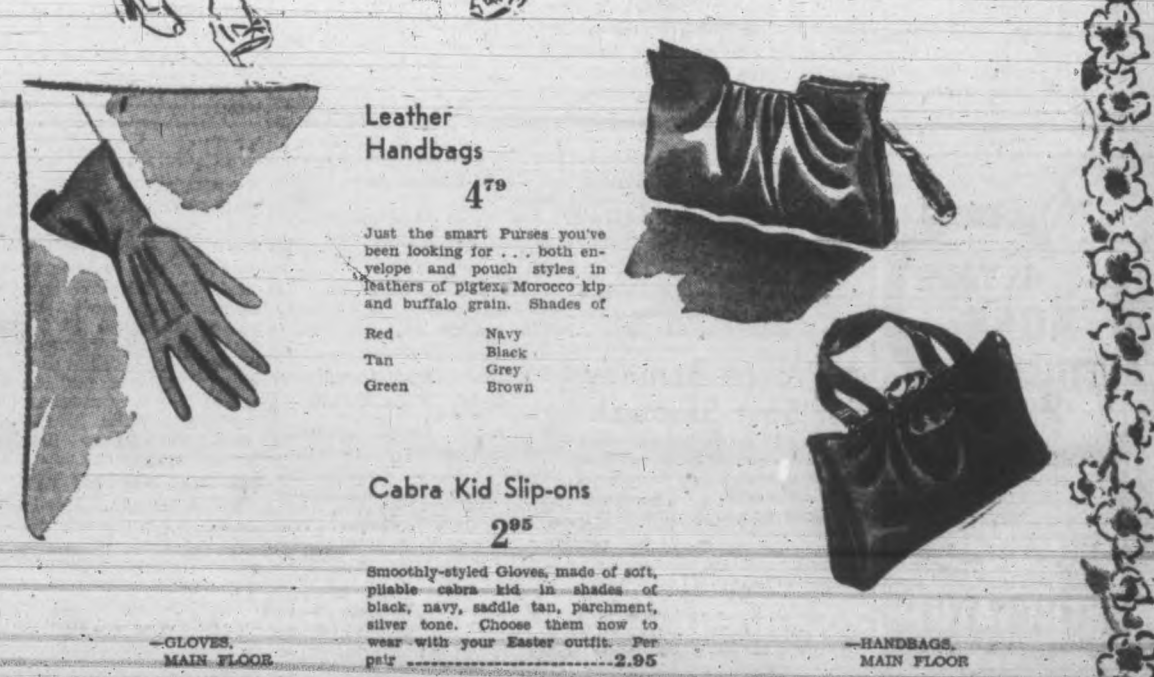 Leather
Handbags
4.79
Just the smart Purses you've
been looking for . . . both en-
velope and pouch styles in
leathers of pigtex, Morocco kip
and buffalo grain. Shades of
Red Navy
Tan Black
Grey
Green Brown
Cabra Kid Slip-ons
2.95
Smoothly-styled Gloves, made of soft,
pliable cabra kid in shades of
black, navy, saddle tan, parchment,
silver tone. Choose them now to
wear with your Easter outfit. Per
pair 2.95
—GLOVES,
MAIN FLOOR
—HANDBAGS,
MAIN FLOOR